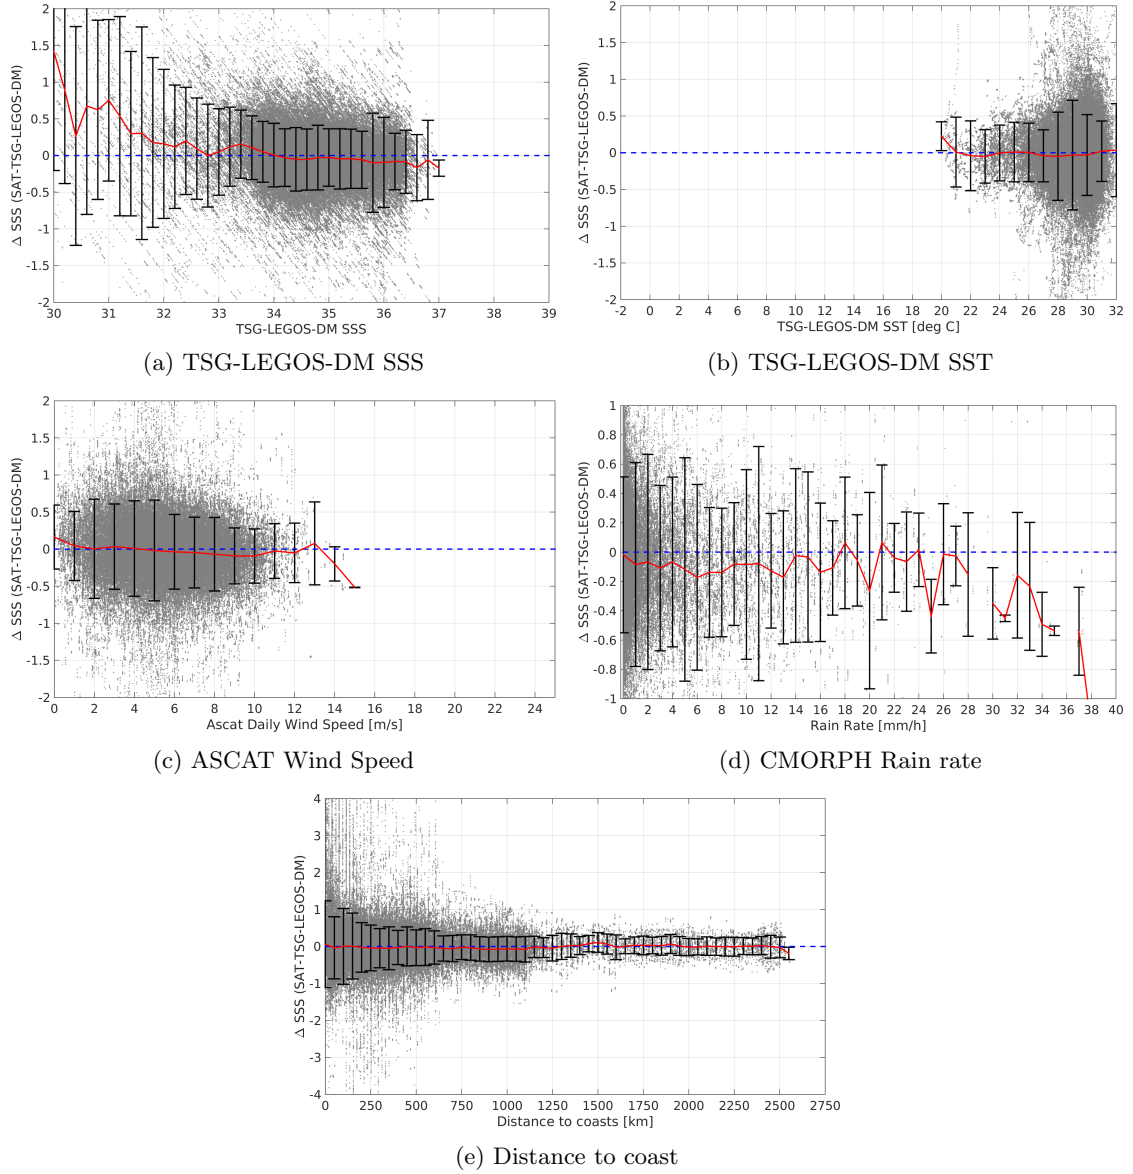 2
1.5
1
0.5
0
-0.5
-1
-1.5
-2
Δ SSS (SAT-TSG-LEGOS-DM)
30 31 32 33 34 35 36 37 38 39
TSG-LEGOS-DM SSS
(a) TSG-LEGOS-DM SSS
2
1.5
1
0.5
0
-0.5
-1
-1.5
-2
Δ SSS (SAT-TSG-LEGOS-DM)
-2 0 2 4 6 8 10 12 14 16 18 20 22 24 26 28 30 32
TSG-LEGOS-DM SST [deg C]
(b) TSG-LEGOS-DM SST
2
1.5
1
0.5
0
-0.5
-1
-1.5
-2
Δ SSS (SAT-TSG-LEGOS-DM)
0 2 4 6 8 10 12 14 16 18 20 22 24
Ascat Daily Wind Speed [m/s]
(c) ASCAT Wind Speed
1
0.8
0.6
0.4
0.2
0
-0.2
-0.4
-0.6
-0.8
-1
Δ SSS (SAT-TSG-LEGOS-DM)
0 2 4 6 8 10 12 14 16 18 20 22 24 26 28 30 32 34 36 38 40
Rain Rate [mm/h]
(d) CMORPH Rain rate
4
3
2
1
0
-1
-2
-3
-4
Δ SSS (SAT-TSG-LEGOS-DM)
0 250 500 750 1000 1250 1500 1750 2000 2250 2500 2750
Distance to coasts [km]
(e) Distance to coast